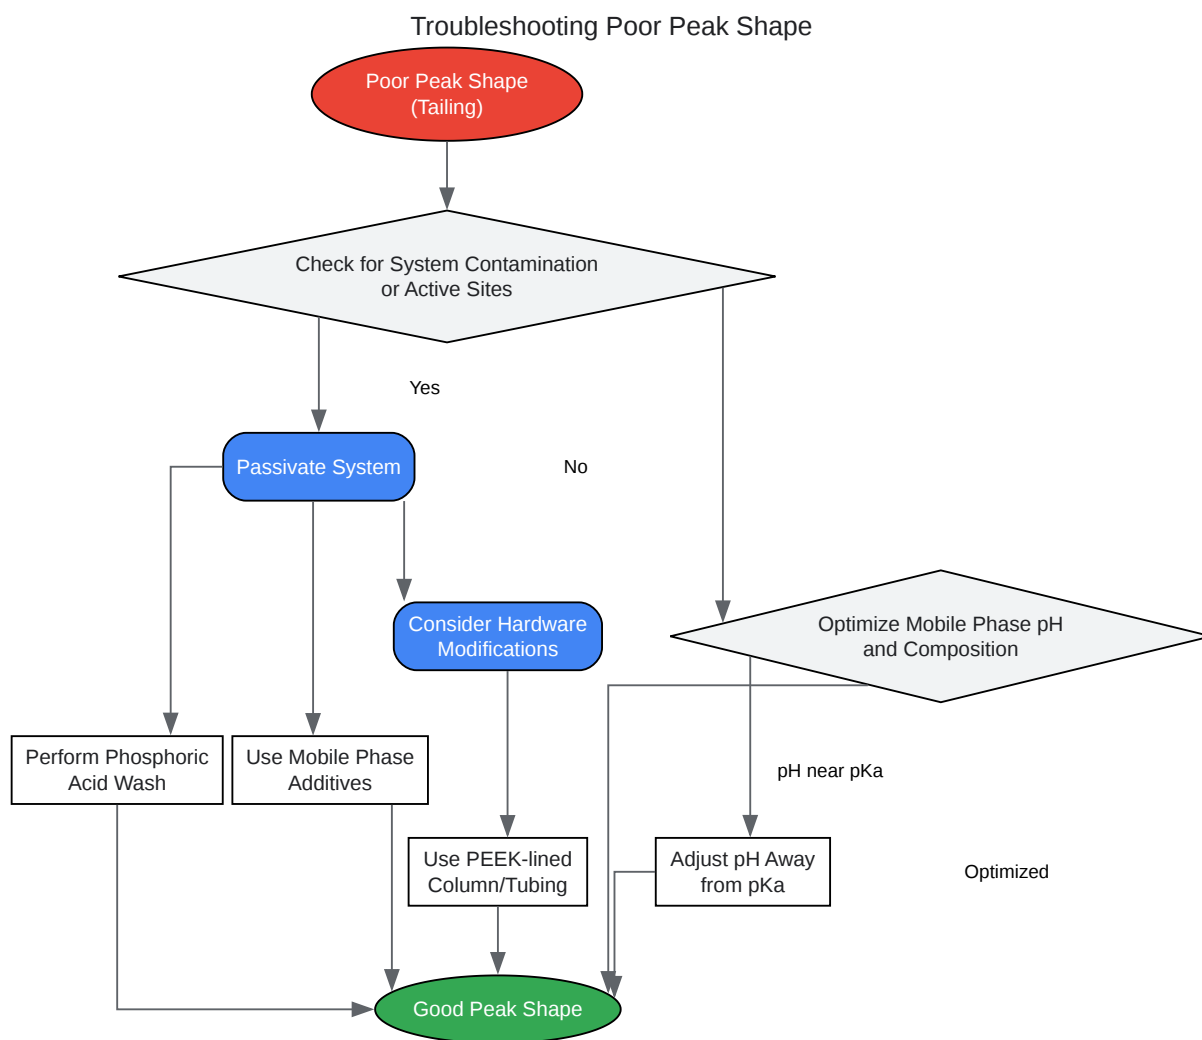 Troubleshooting Poor Peak Shape
Poor Peak Shape
(Tailing)
Check for System Contamination
or Active Sites
Yes
Passivate System
No
Consider Hardware
Modifications
Optimize Mobile Phase pH
and Composition
Perform Phosphoric
Acid Wash
Use Mobile Phase
Additives
pH near pKa
Use PEEK-lined
Column/Tubing
Adjust pH Away
from pKa
Optimized
Good Peak Shape